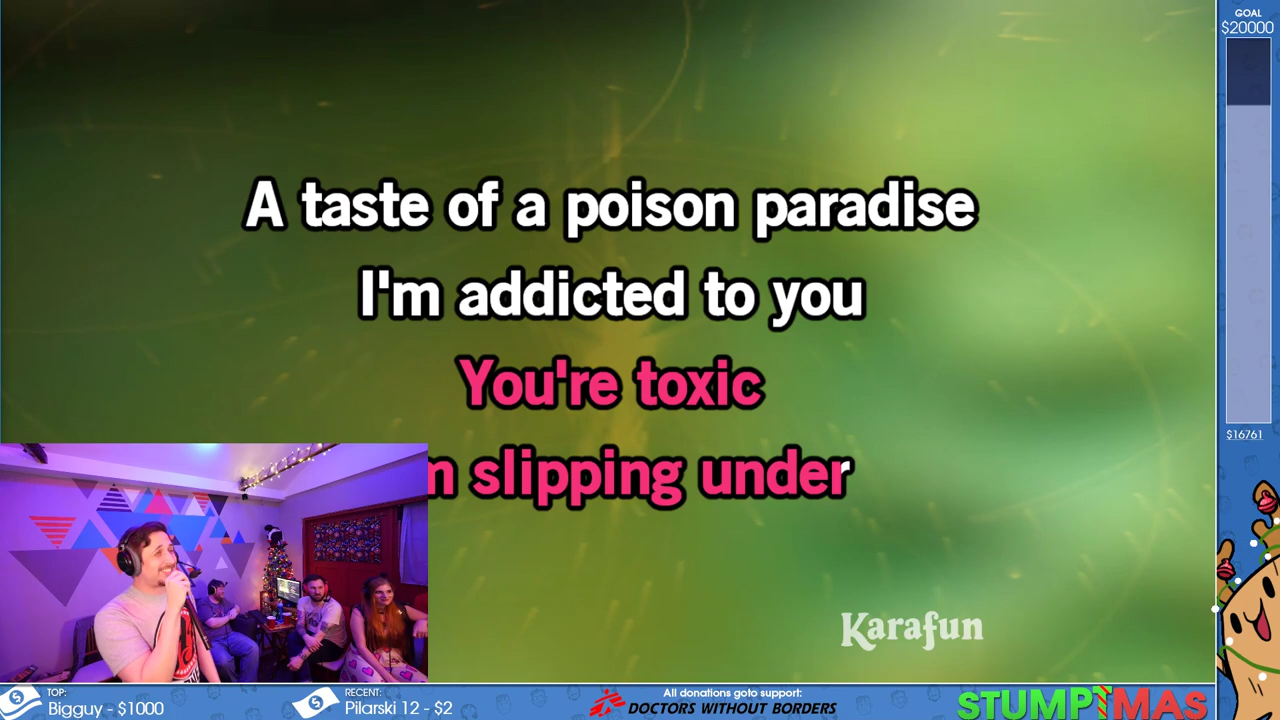 A taste of a poison paradise
I'm addicted to you
You're toxic
m slipping under
Karafun
GOAL
$20000
$16761
TOP:
Bigguy - $1000
RECENT:
Pilarski 12 - $2
All donations goto support:
DOCTORS WITHOUT BORDERS
STUMPTMAS